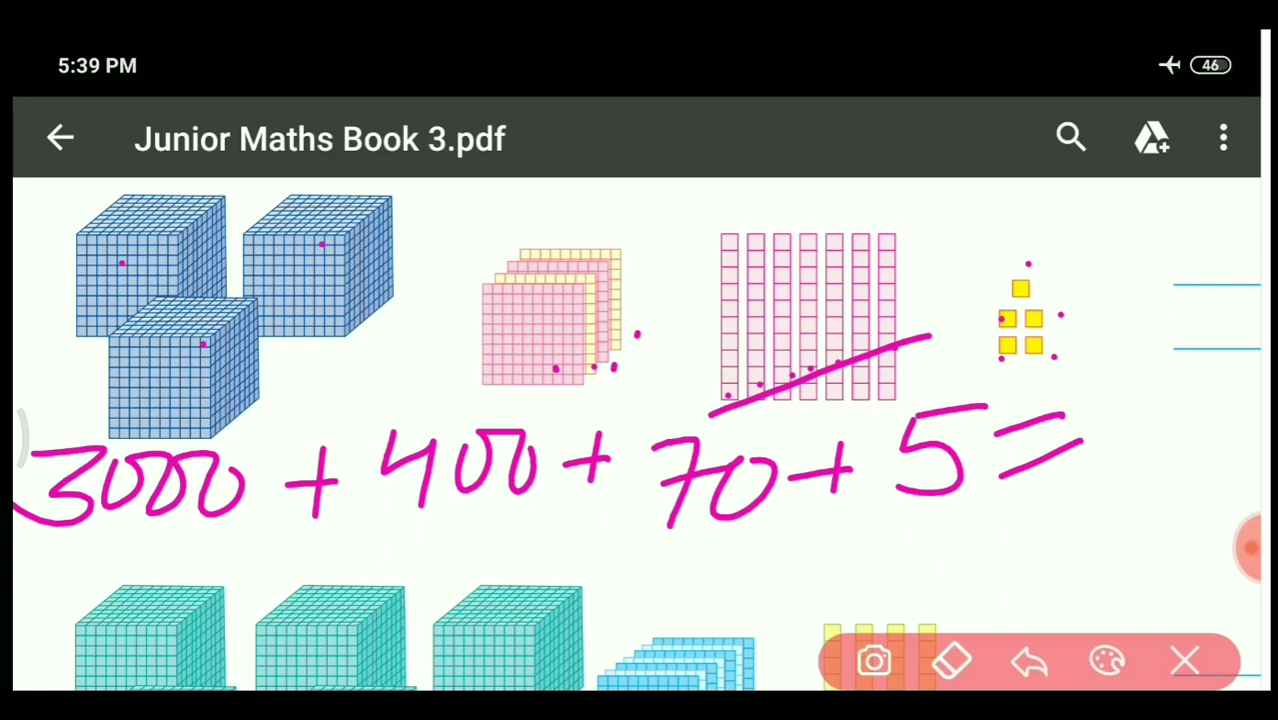 5:39 PM
46
Junior Maths Book 3.pdf
3000 + 400 + 70 + 5 =